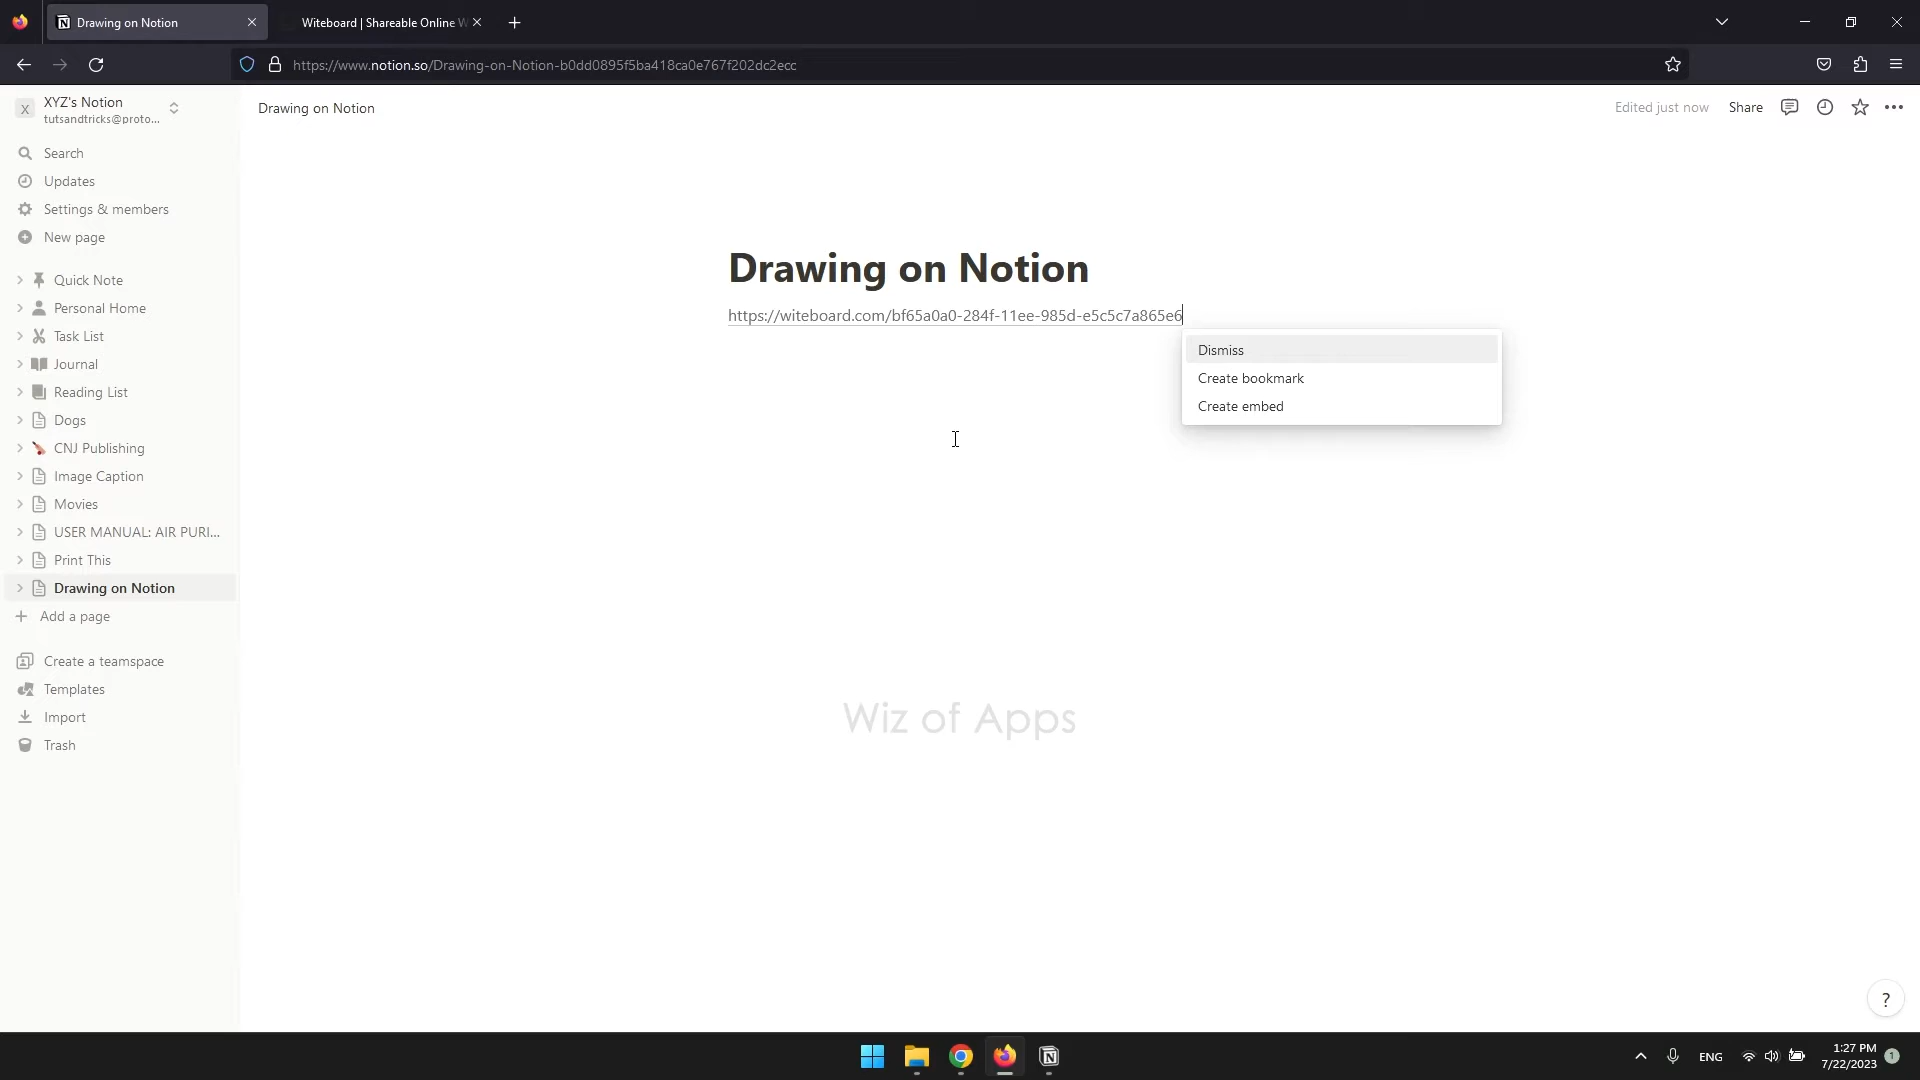 Drawing on Notion
Witeboard | Shareable Online W
https://www.notion.so/Drawing-on-Notion-b0dd0895f5ba418ca0e767f202dc2ecc
X
XYZ's Notion
tutsandtricks@proto...
Drawing on Notion
Edited just now
Share
Search
Updates
Settings & members
New page
Quick Note
Personal Home
Task List
Journal
Reading List
Dogs
CNJ Publishing
Image Caption
Movies
USER MANUAL: AIR PURI...
Print This
Drawing on Notion
Add a page
Create a teamspace
Templates
Import
Trash
Drawing on Notion
https://witeboard.com/bf65a0a0-284f-11ee-985d-e5c5c7a865e6
Dismiss
Create bookmark
Create embed
Wiz of Apps
?
ENG
1:27 PM
7/22/2023
1